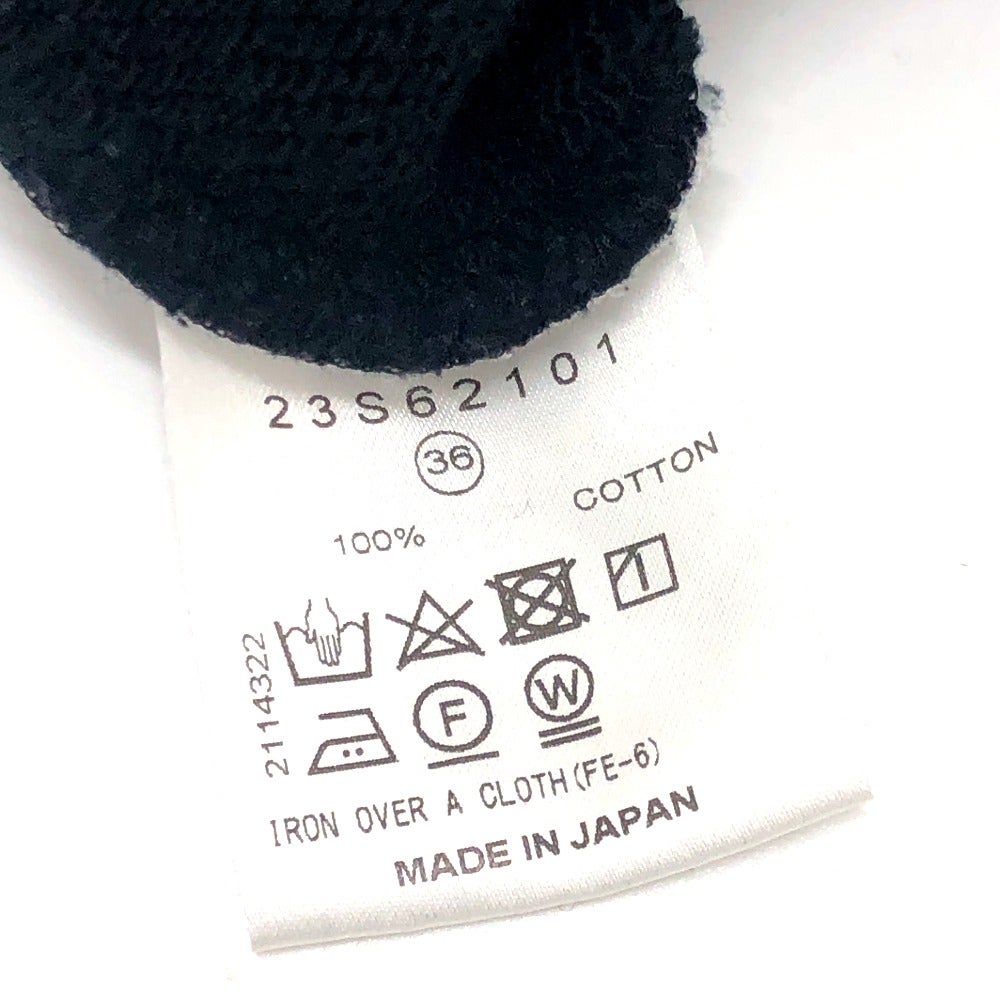 23S62101
36
100% COTTON
2114322
F W
IRON OVER A CLOTH(FE-6)
MADE IN JAPAN